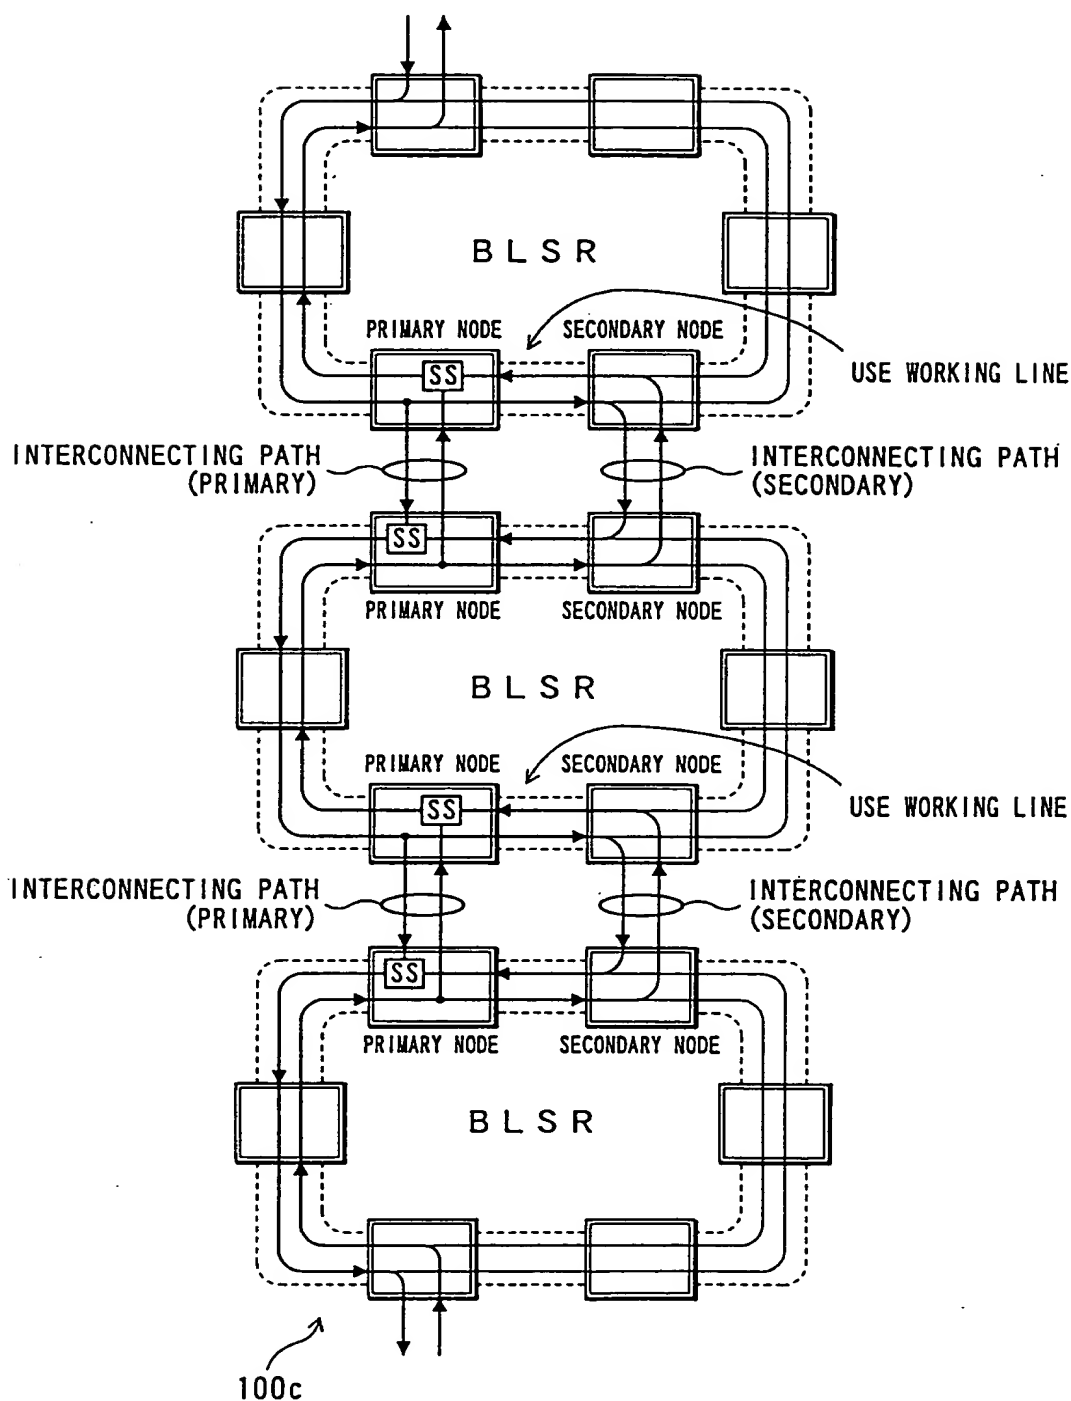 BLSR
PRIMARY NODE
SECONDARY NODE
USE WORKING LINE
SS
INTERCONNECTING PATH
(PRIMARY)
INTERCONNECTING PATH
(SECONDARY)
SS
PRIMARY NODE
SECONDARY NODE
BLSR
PRIMARY NODE
SECONDARY NODE
USE WORKING LINE
SS
INTERCONNECTING PATH
(PRIMARY)
INTERCONNECTING PATH
(SECONDARY)
SS
PRIMARY NODE
SECONDARY NODE
BLSR
100c